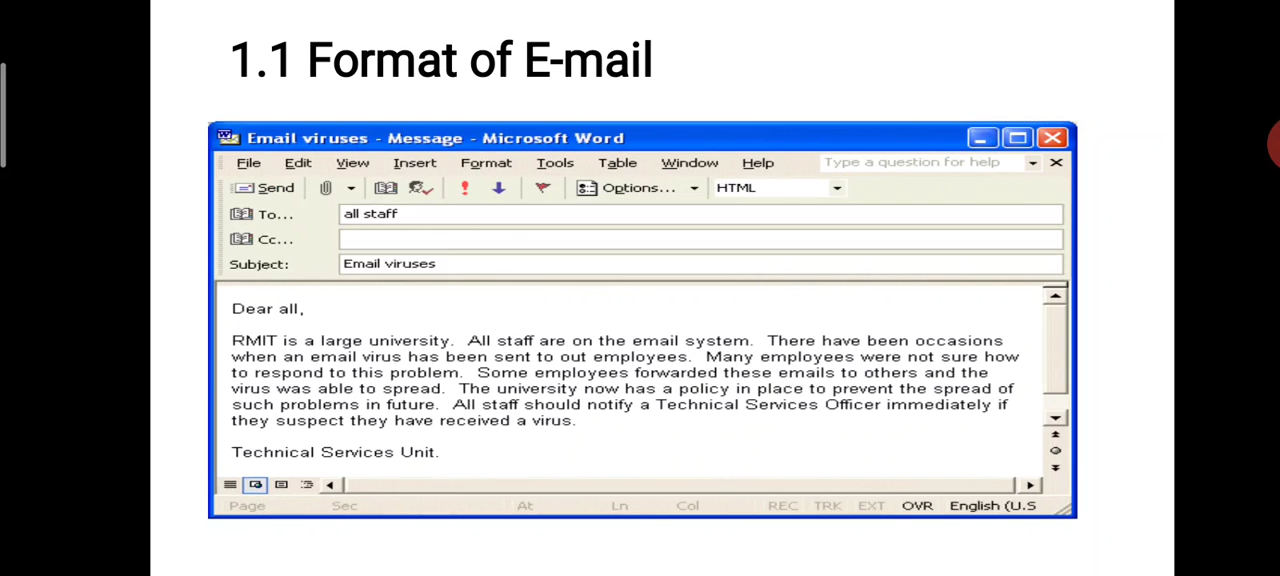 1.1 Format of E-mail
Email viruses - Message - Microsoft Word
File Edit View Insert Format Tools Table Window Help Type a question for help
Send Options... HTML
To... all staff
Cc...
Subject: Email viruses
Dear all,
RMIT is a large university. All staff are on the email system. There have been occasions
when an email virus has been sent to out employees. Many employees were not sure how
to respond to this problem. Some employees forwarded these emails to others and the
virus was able to spread. The university now has a policy in place to prevent the spread of
such problems in future. All staff should notify a Technical Services Officer immediately if
they suspect they have received a virus.
Technical Services Unit.
Page Sec At Ln Col REC TRK EXT OVR English (U.S